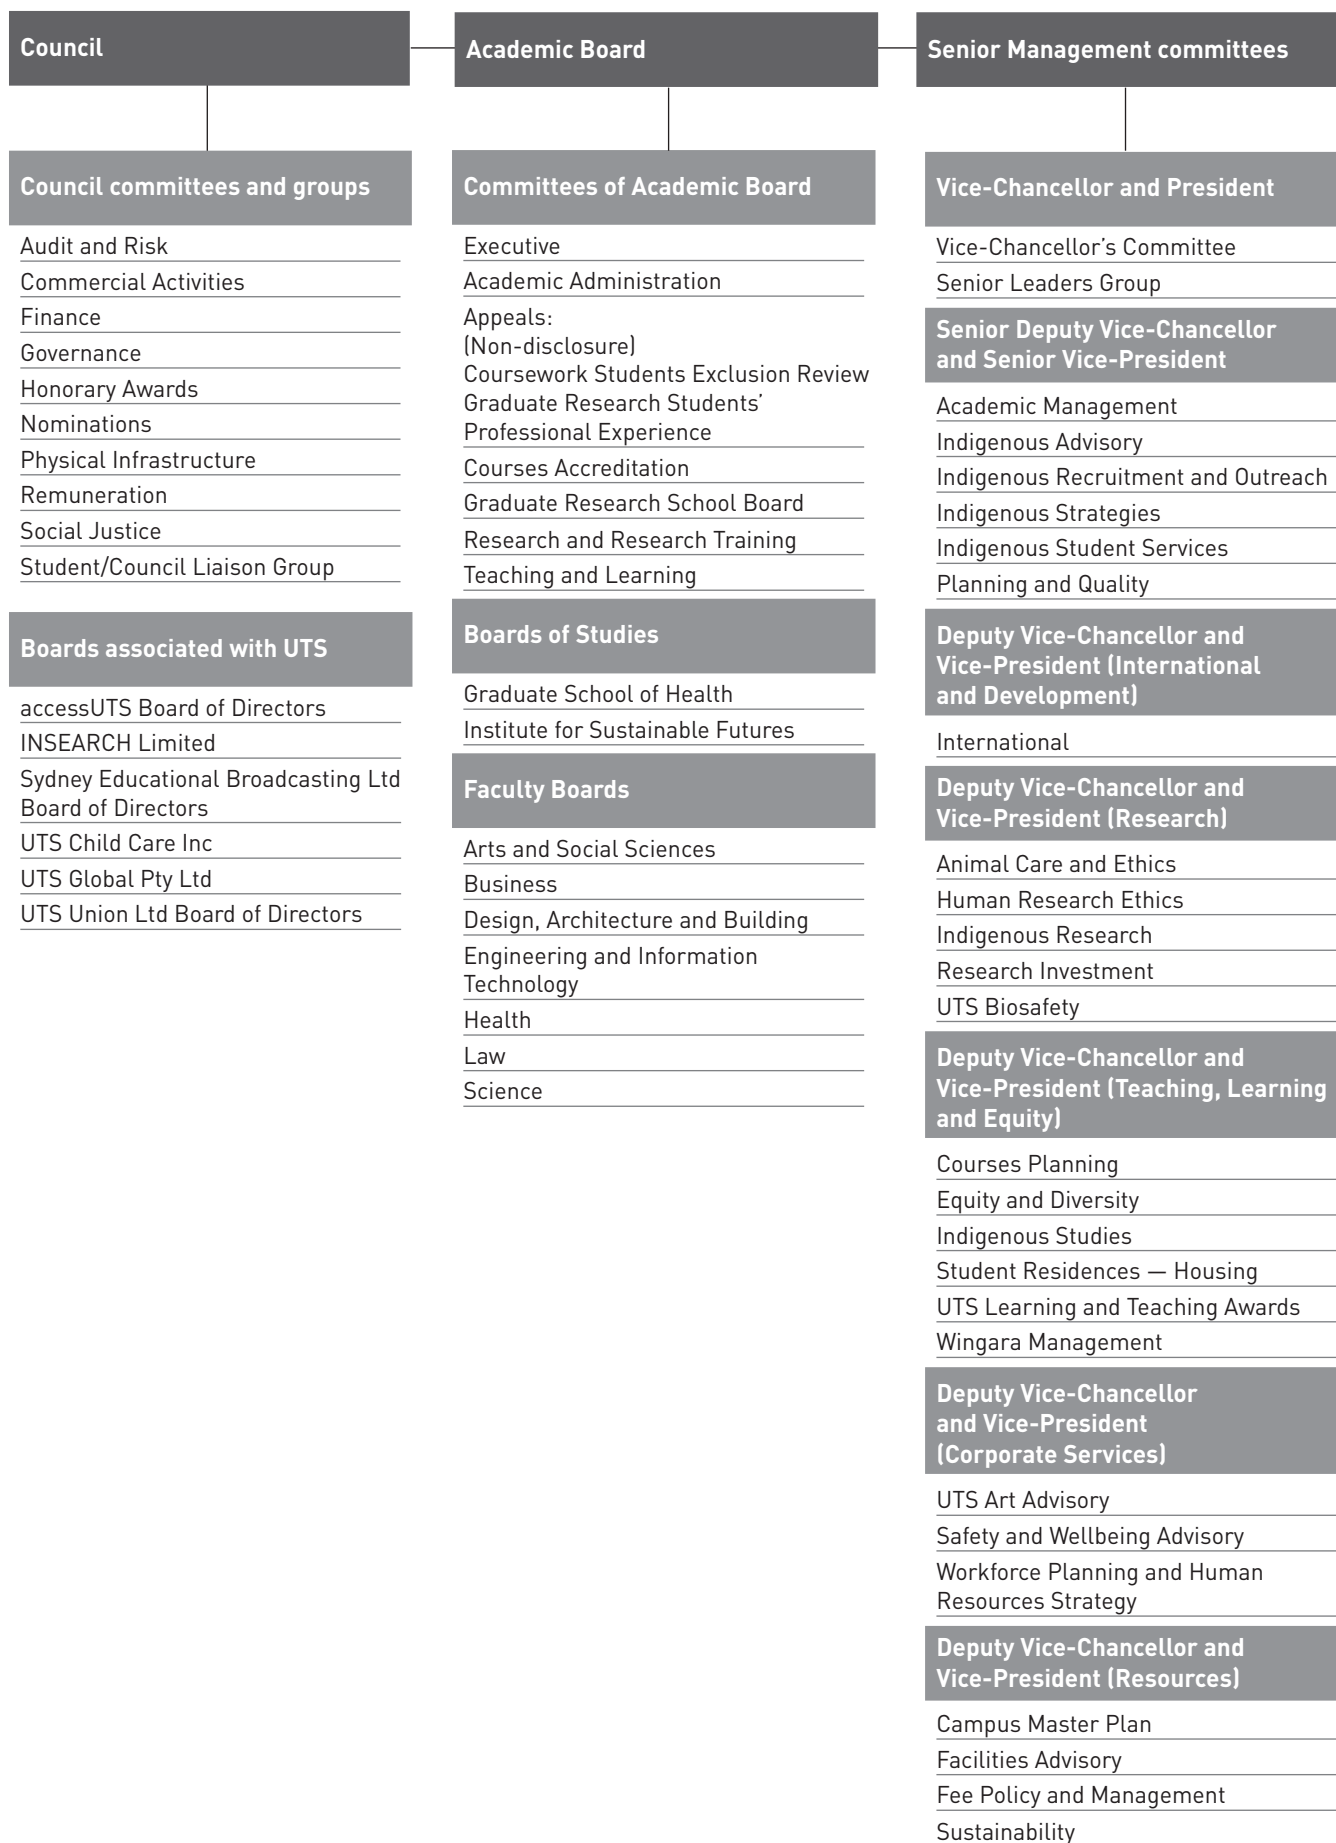 Council
Council committees and groups
Audit and Risk
Commercial Activities
Finance
Governance
Honorary Awards
Nominations
Physical Infrastructure
Remuneration
Social Justice
Student/Council Liaison Group
Boards associated with UTS
accessUTS Board of Directors
INSEARCH Limited
Sydney Educational Broadcasting Ltd
Board of Directors
UTS Child Care Inc
UTS Global Pty Ltd
UTS Union Ltd Board of Directors
Academic Board
Committees of Academic Board
Executive
Academic Administration
Appeals:
(Non-disclosure)
Coursework Students Exclusion Review
Graduate Research Students’
Professional Experience
Courses Accreditation
Graduate Research School Board
Research and Research Training
Teaching and Learning
Boards of Studies
Graduate School of Health
Institute for Sustainable Futures
Faculty Boards
Arts and Social Sciences
Business
Design, Architecture and Building
Engineering and Information
Technology
Health
Law
Science
Senior Management committees
Vice-Chancellor and President
Vice-Chancellor’s Committee
Senior Leaders Group
Senior Deputy Vice-Chancellor
and Senior Vice-President
Academic Management
Indigenous Advisory
Indigenous Recruitment and Outreach
Indigenous Strategies
Indigenous Student Services
Planning and Quality
Deputy Vice-Chancellor and
Vice-President (International
and Development)
International
Deputy Vice-Chancellor and
Vice-President (Research)
Animal Care and Ethics
Human Research Ethics
Indigenous Research
Research Investment
UTS Biosafety
Deputy Vice-Chancellor and
Vice-President (Teaching, Learning
and Equity)
Courses Planning
Equity and Diversity
Indigenous Studies
Student Residences — Housing
UTS Learning and Teaching Awards
Wingara Management
Deputy Vice-Chancellor
and Vice-President
(Corporate Services)
UTS Art Advisory
Safety and Wellbeing Advisory
Workforce Planning and Human
Resources Strategy
Deputy Vice-Chancellor and
Vice-President (Resources)
Campus Master Plan
Facilities Advisory
Fee Policy and Management
Sustainability